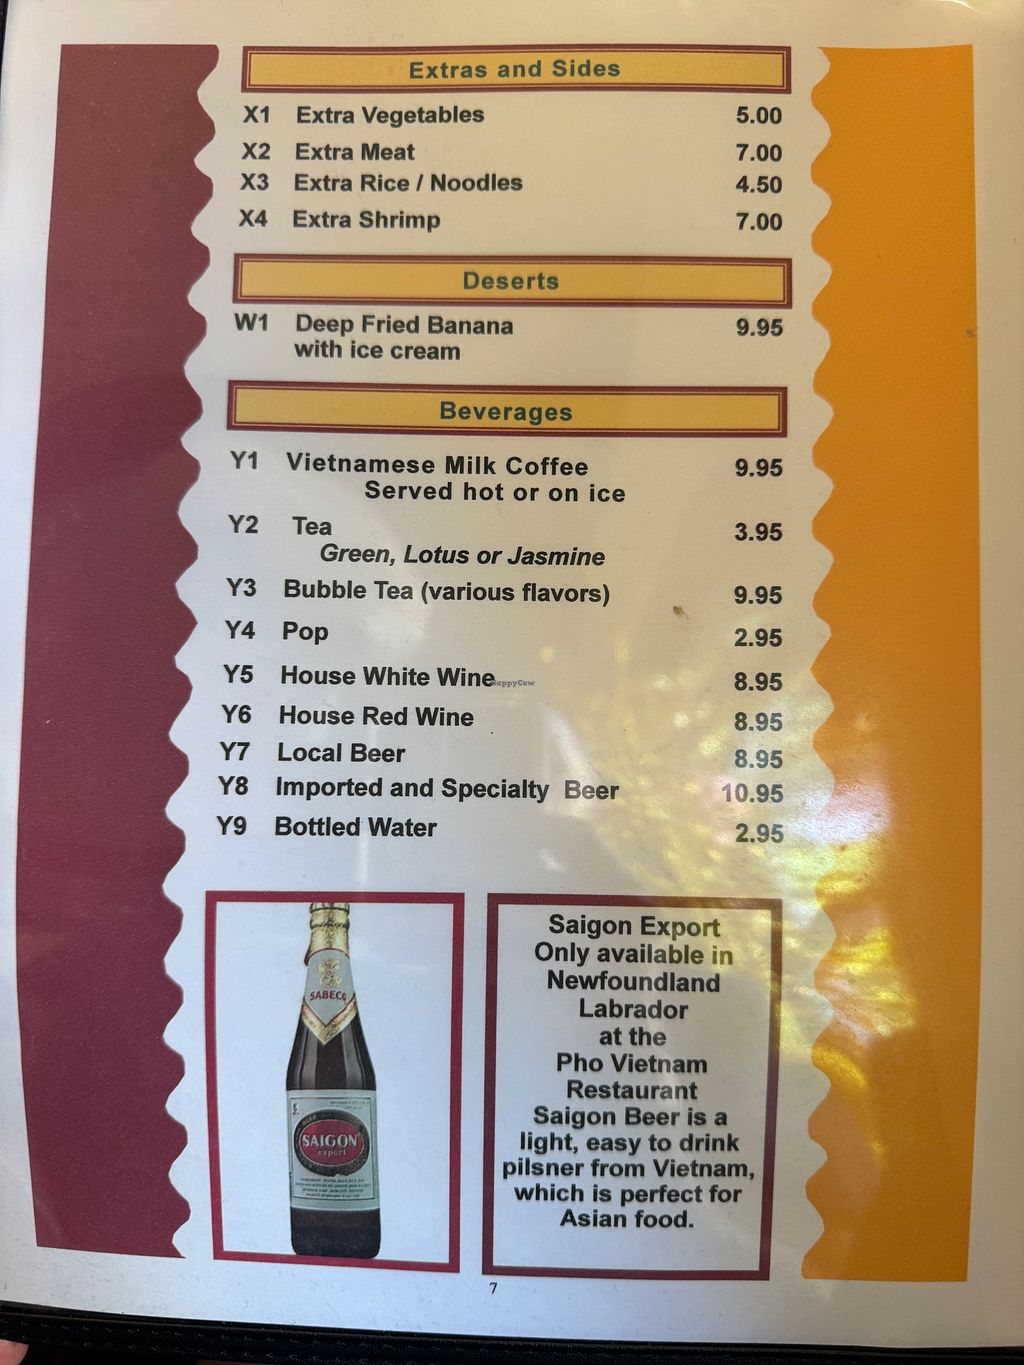 Extras and Sides
X1 Extra Vegetables 5.00
X2 Extra Meat 7.00
X3 Extra Rice / Noodles 4.50
X4 Extra Shrimp 7.00
Deserts
W1 Deep Fried Banana 9.95
with ice cream
Beverages
Y1 Vietnamese Milk Coffee 9.95
Served hot or on ice
Y2 Tea 3.95
Green, Lotus or Jasmine
Y3 Bubble Tea (various flavors) 9.95
Y4 Pop 2.95
Y5 House White Wine 8.95
HappyCow
Y6 House Red Wine 8.95
Y7 Local Beer 8.95
Y8 Imported and Specialty Beer 10.95
Y9 Bottled Water 2.95
SABECO
SAIGON
export
Saigon Export
Only available in
Newfoundland
Labrador
at the
Pho Vietnam
Restaurant
Saigon Beer is a
light, easy to drink
pilsner from Vietnam,
which is perfect for
Asian food.
7